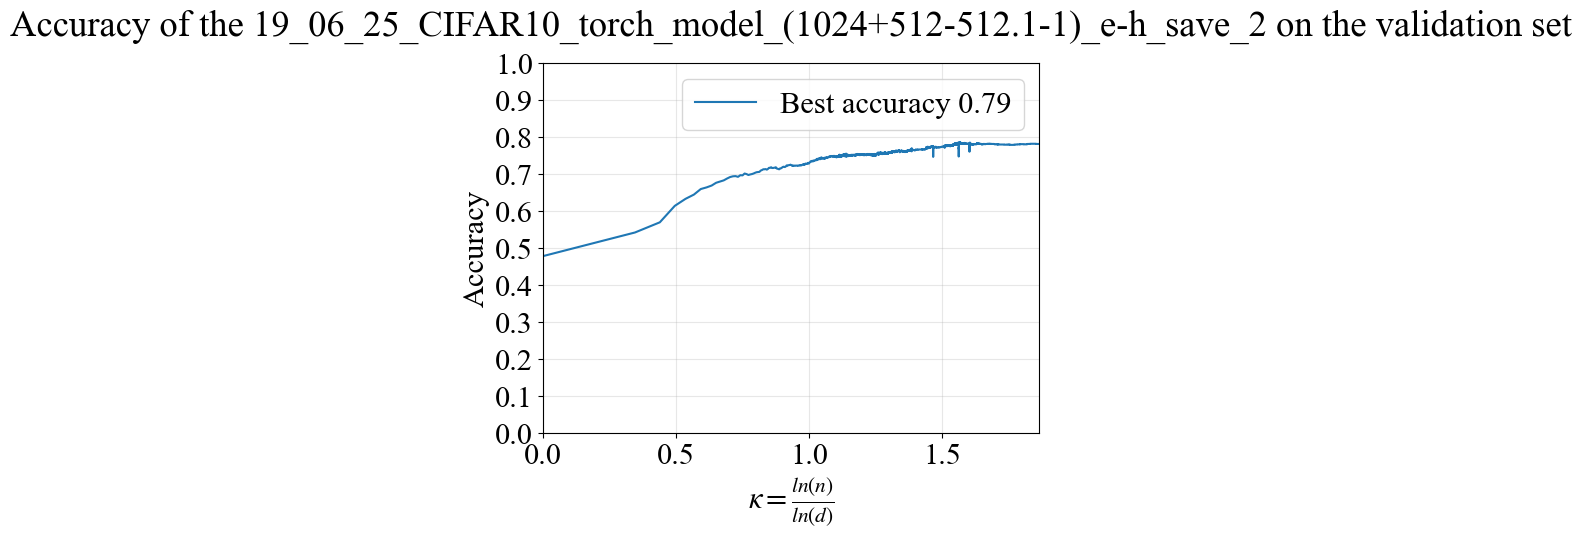 Accuracy of the 19_06_25_CIFAR10_torch_model_(1024+512-512.1-1)_e-h_save_2 on the validation set
Best accuracy 0.79
Accuracy
1.0
0.9
0.8
0.7
0.6
0.5
0.4
0.3
0.2
0.1
0.0
0.0 0.5 1.0 1.5
κ = ln(n) / ln(d)